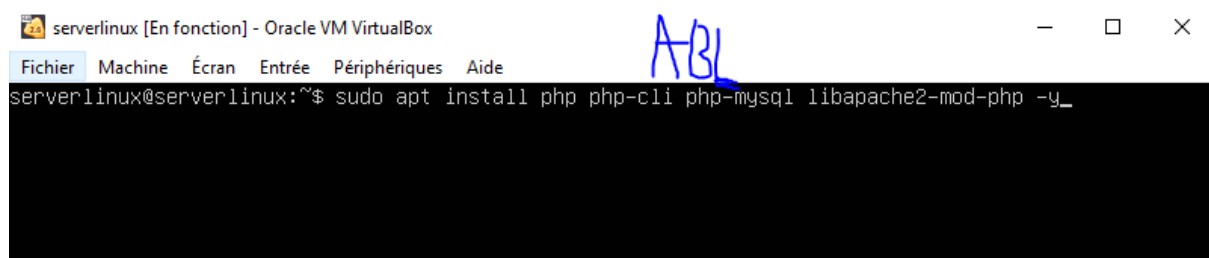 serverlinux [En fonction] - Oracle VM VirtualBox
ABL
Fichier Machine Écran Entrée Périphériques Aide
serverlinux@serverlinux:~$ sudo apt install php php-cli php-mysql libapache2-mod-php -y_